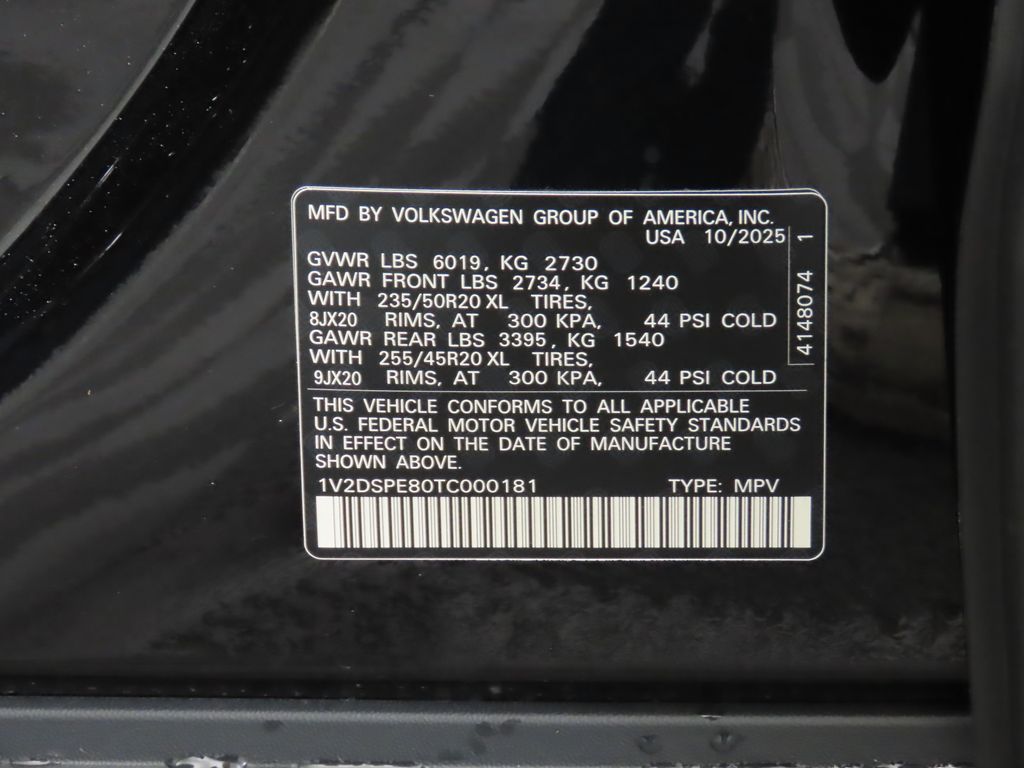 MFD BY VOLKSWAGEN GROUP OF AMERICA, INC.
USA 10/2025
GVWR LBS 6019, KG 2730
GAWR FRONT LBS 2734, KG 1240
WITH 235/50R20 XL TIRES,
8JX20 RIMS, AT 300 KPA, 44 PSI COLD
GAWR REAR LBS 3395, KG 1540
WITH 255/45R20 XL TIRES,
9JX20 RIMS, AT 300 KPA, 44 PSI COLD
4148074 1
THIS VEHICLE CONFORMS TO ALL APPLICABLE
U.S. FEDERAL MOTOR VEHICLE SAFETY STANDARDS
IN EFFECT ON THE DATE OF MANUFACTURE
SHOWN ABOVE.
1V2DSPE80TC000181 TYPE: MPV